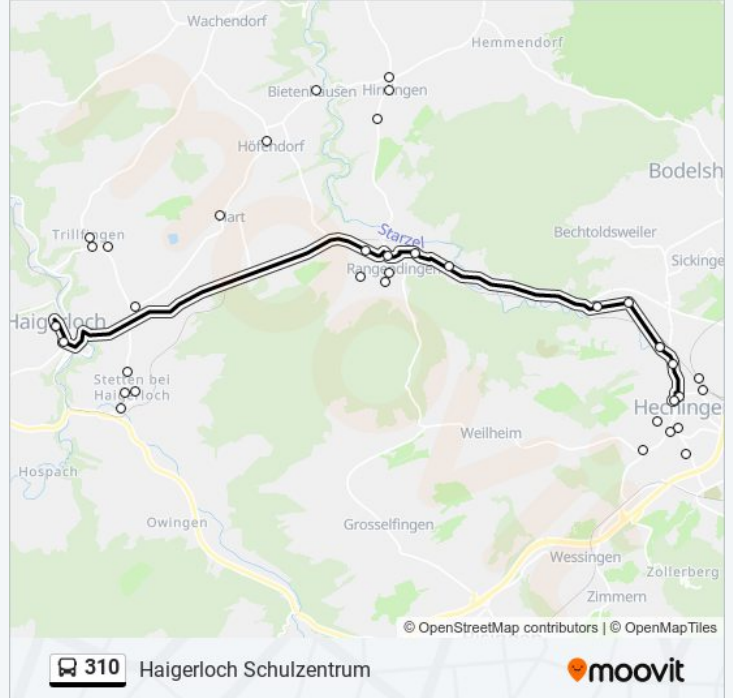 Wachendorf
Hemmendorf
Bietenhausen
Hirrlingen
Höfendorf
Bodelsh
Hart
Trillfingen
Starzel
Bechtoldsweiler
Rangendingen
Sickinge
Haigerloch
Stetten bei
Haigerloch
Hechinge
Weilheim
Hospach
Owingen
Grosselfingen
Wessingen
Zollerberg
Zimmern
© OpenStreetMap contributors | © OpenMapTiles
310 Haigerloch Schulzentrum
moovit